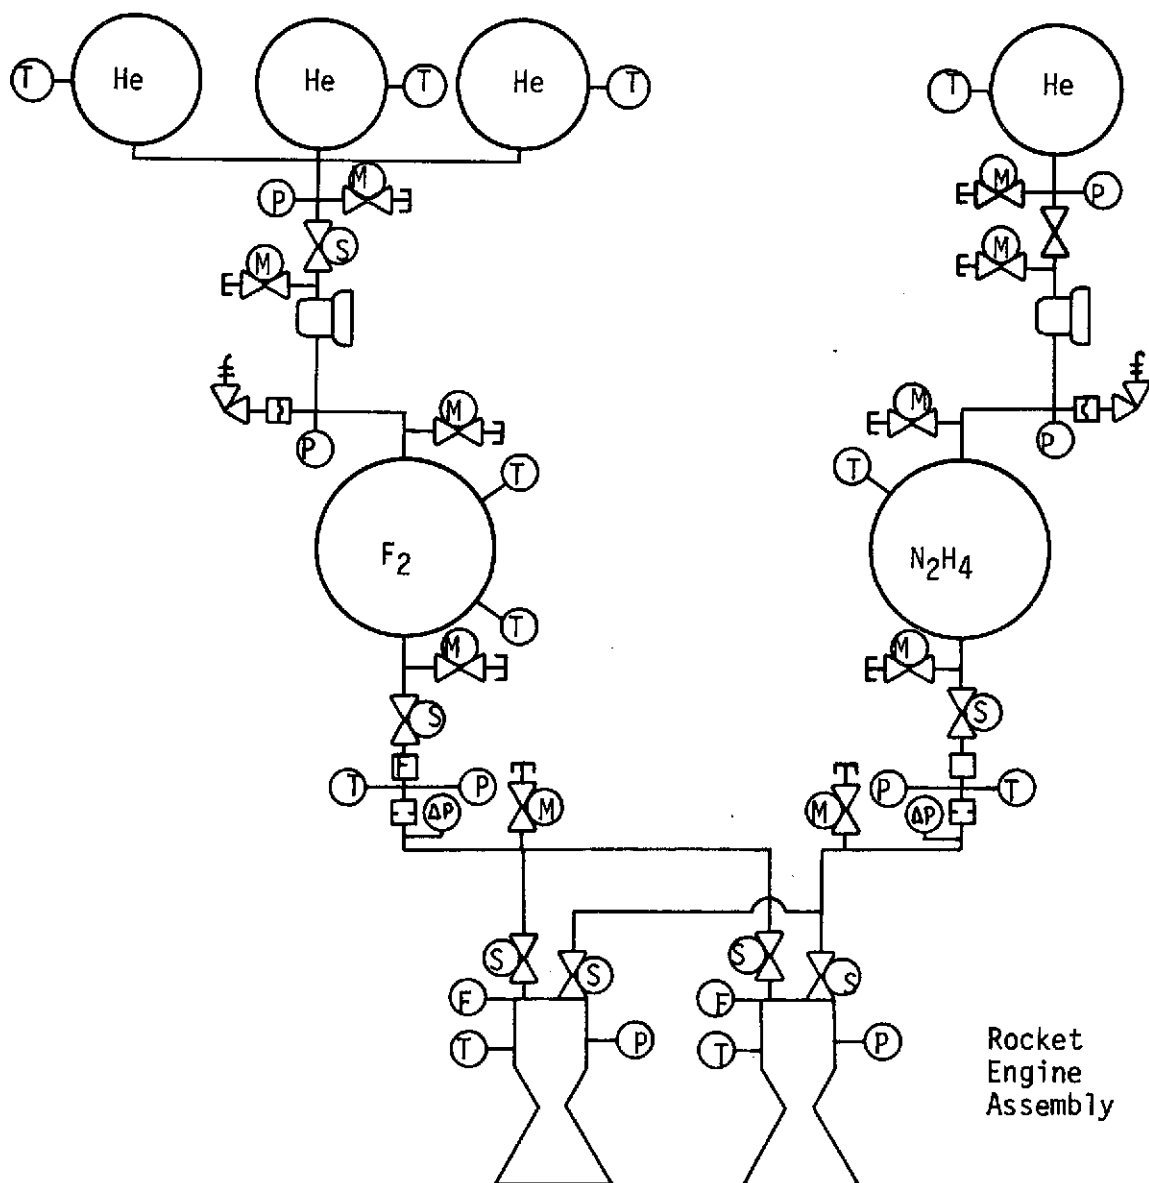 T He He T He T T He
P M M P
S
M M
M M
P P
T T
F2 N2H4
T
M M
S S
F
T P P T
ΔP M M ΔP
S S S S
F F
T P T P
Rocket
Engine
Assembly